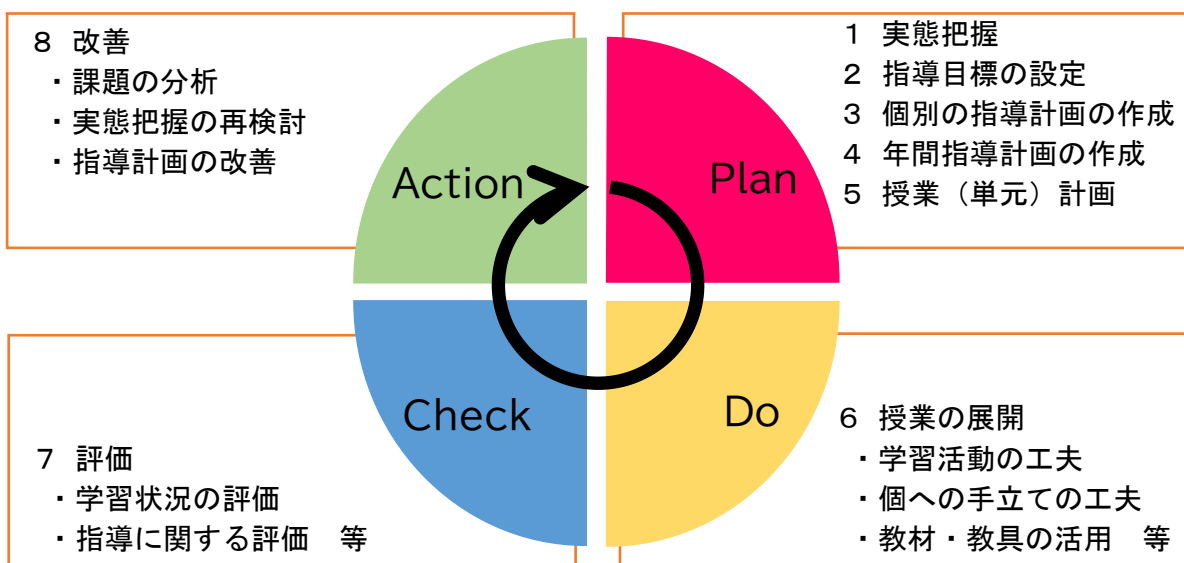 8 改善
・課題の分析
・実態把握の再検討
・指導計画の改善
Action
Plan
1 実態把握
2 指導目標の設定
3 個別の指導計画の作成
4 年間指導計画の作成
5 授業（単元）計画
Check
7 評価
・学習状況の評価
・指導に関する評価　等
Do
6 授業の展開
・学習活動の工夫
・個への手立ての工夫
・教材・教具の活用　等